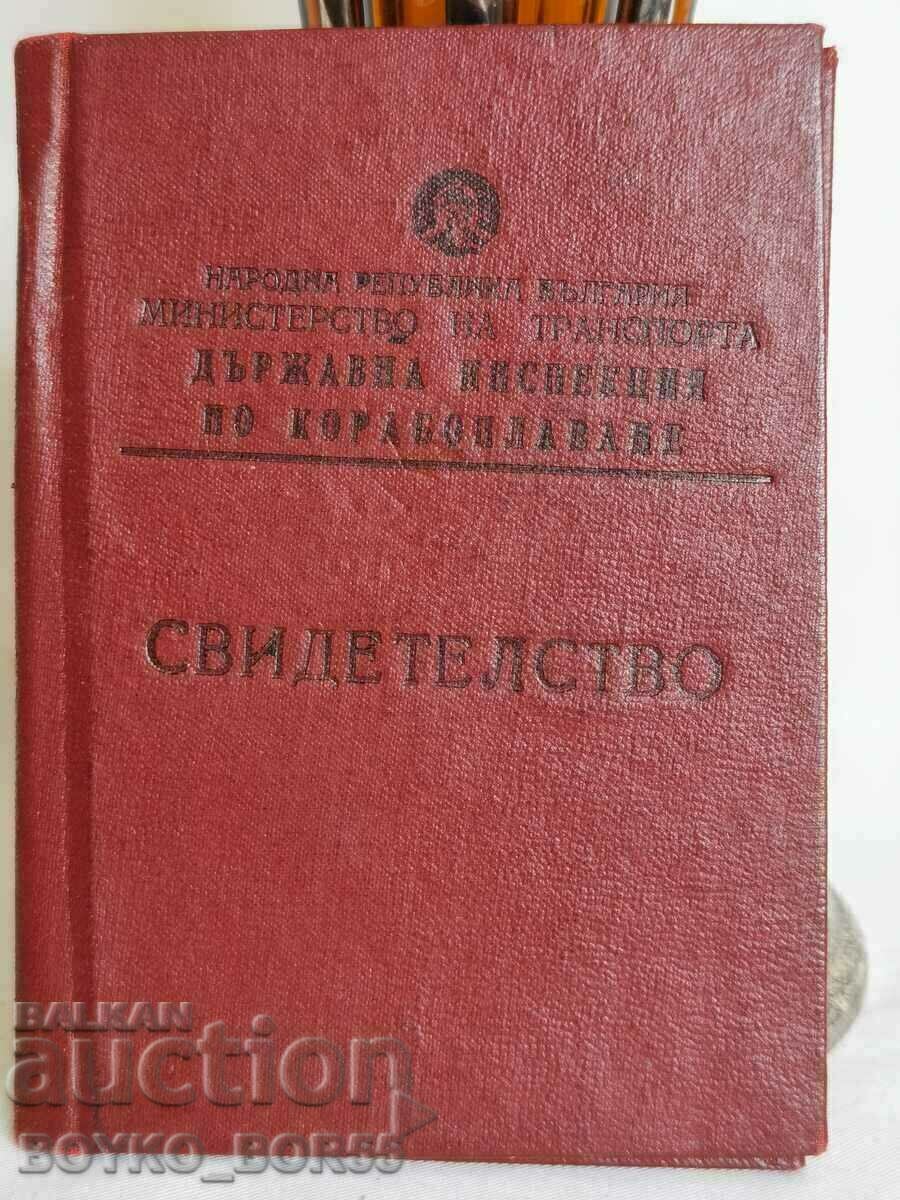 НАРОДНА РЕПУБЛИКА БЪЛГАРИЯ
МИНИСТЕРСТВО НА ТРАНСПОРТА
ДЪРЖАВНА ИНСПЕКЦИЯ
ПО КОРАБОПЛАВАНЕ
СВИДЕТЕЛСТВО
BALKAN
auction
BOYKO_BOR55